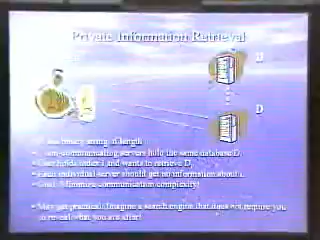 Private Information Retrieval
D
D
binary string of length
non-communicating servers hold the same database D.
User holds index i and wants to retrieve D
Each individual server should get no information about i.
Goal: Minimize communication complexity!
May get practical: Imagine a search engine that does not require you
to reveal what you are after!